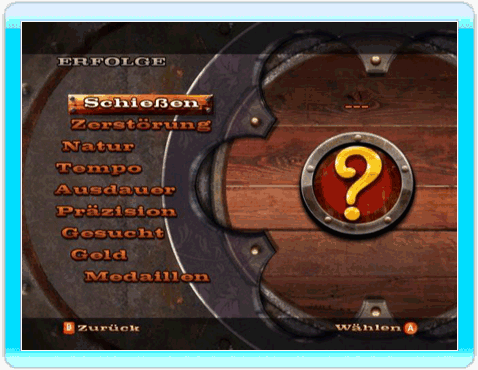 ERFOLGE
Schießen
---
Zerstörung
Natur
Tempo
Ausdauer
Präzision
Gesucht
Geld
Medaillen
?
B Zurück
Wählen A